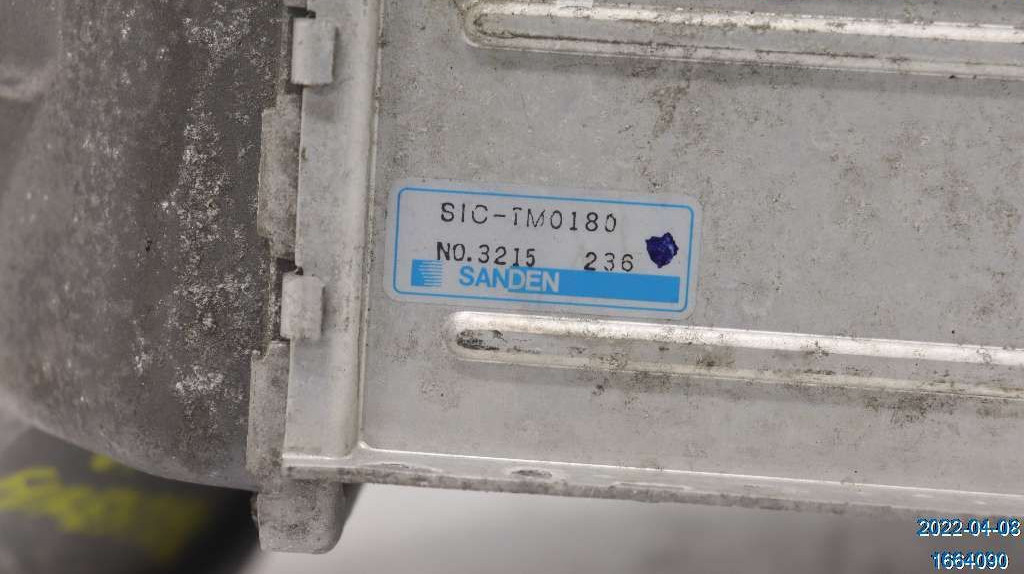 SIC-TM0180
NO.3215 236
SANDEN
2022-04-08
1664090